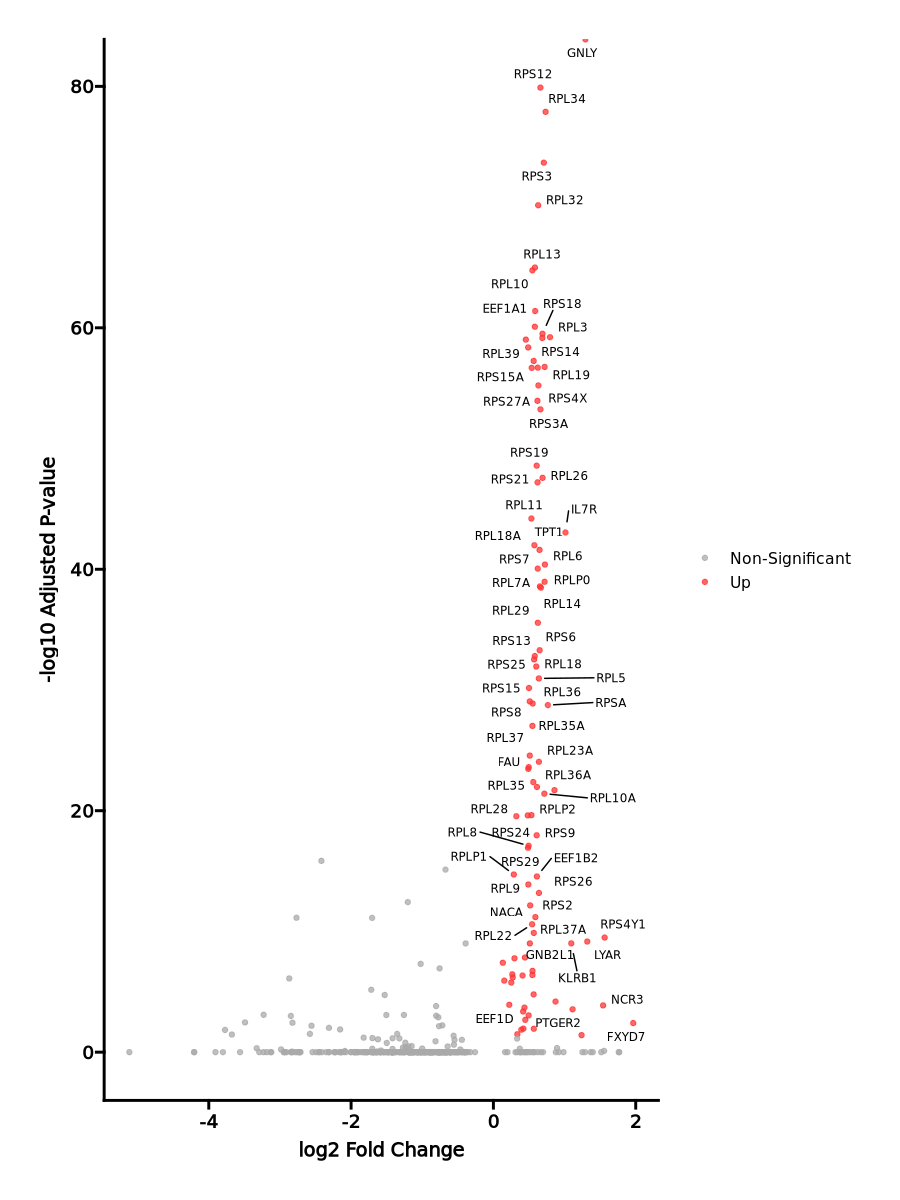 GNLY
RPS12
RPL34
80
RPS3
RPL32
RPL13
RPL10
RPS18
EEF1A1
60
RPL3
RPL39
RPS14
RPS15A
RPL19
RPS27A
RPS4X
RPS3A
RPS19
RPS21
RPL26
RPL11
IL7R
RPL18A
TPT1
RPS7
RPL6
40
RPL7A
RPLP0
RPL29
RPL14
RPS13
RPS6
RPS25
RPL18
RPL5
RPS15
RPL36
RPSA
RPS8
RPL35A
RPL37
RPL23A
FAU
RPL36A
RPL35
RPL10A
20
RPL28
RPLP2
RPL8
RPS24
RPS9
RPLP1
RPS29
EEF1B2
RPL9
RPS26
NACA
RPS2
RPL22
RPL37A
RPS4Y1
GNB2L1
LYAR
KLRB1
NCR3
EEF1D
PTGER2
FXYD7
0
-4
-2
0
2
log2 Fold Change
-log10 Adjusted P-value
Non-Significant
Up